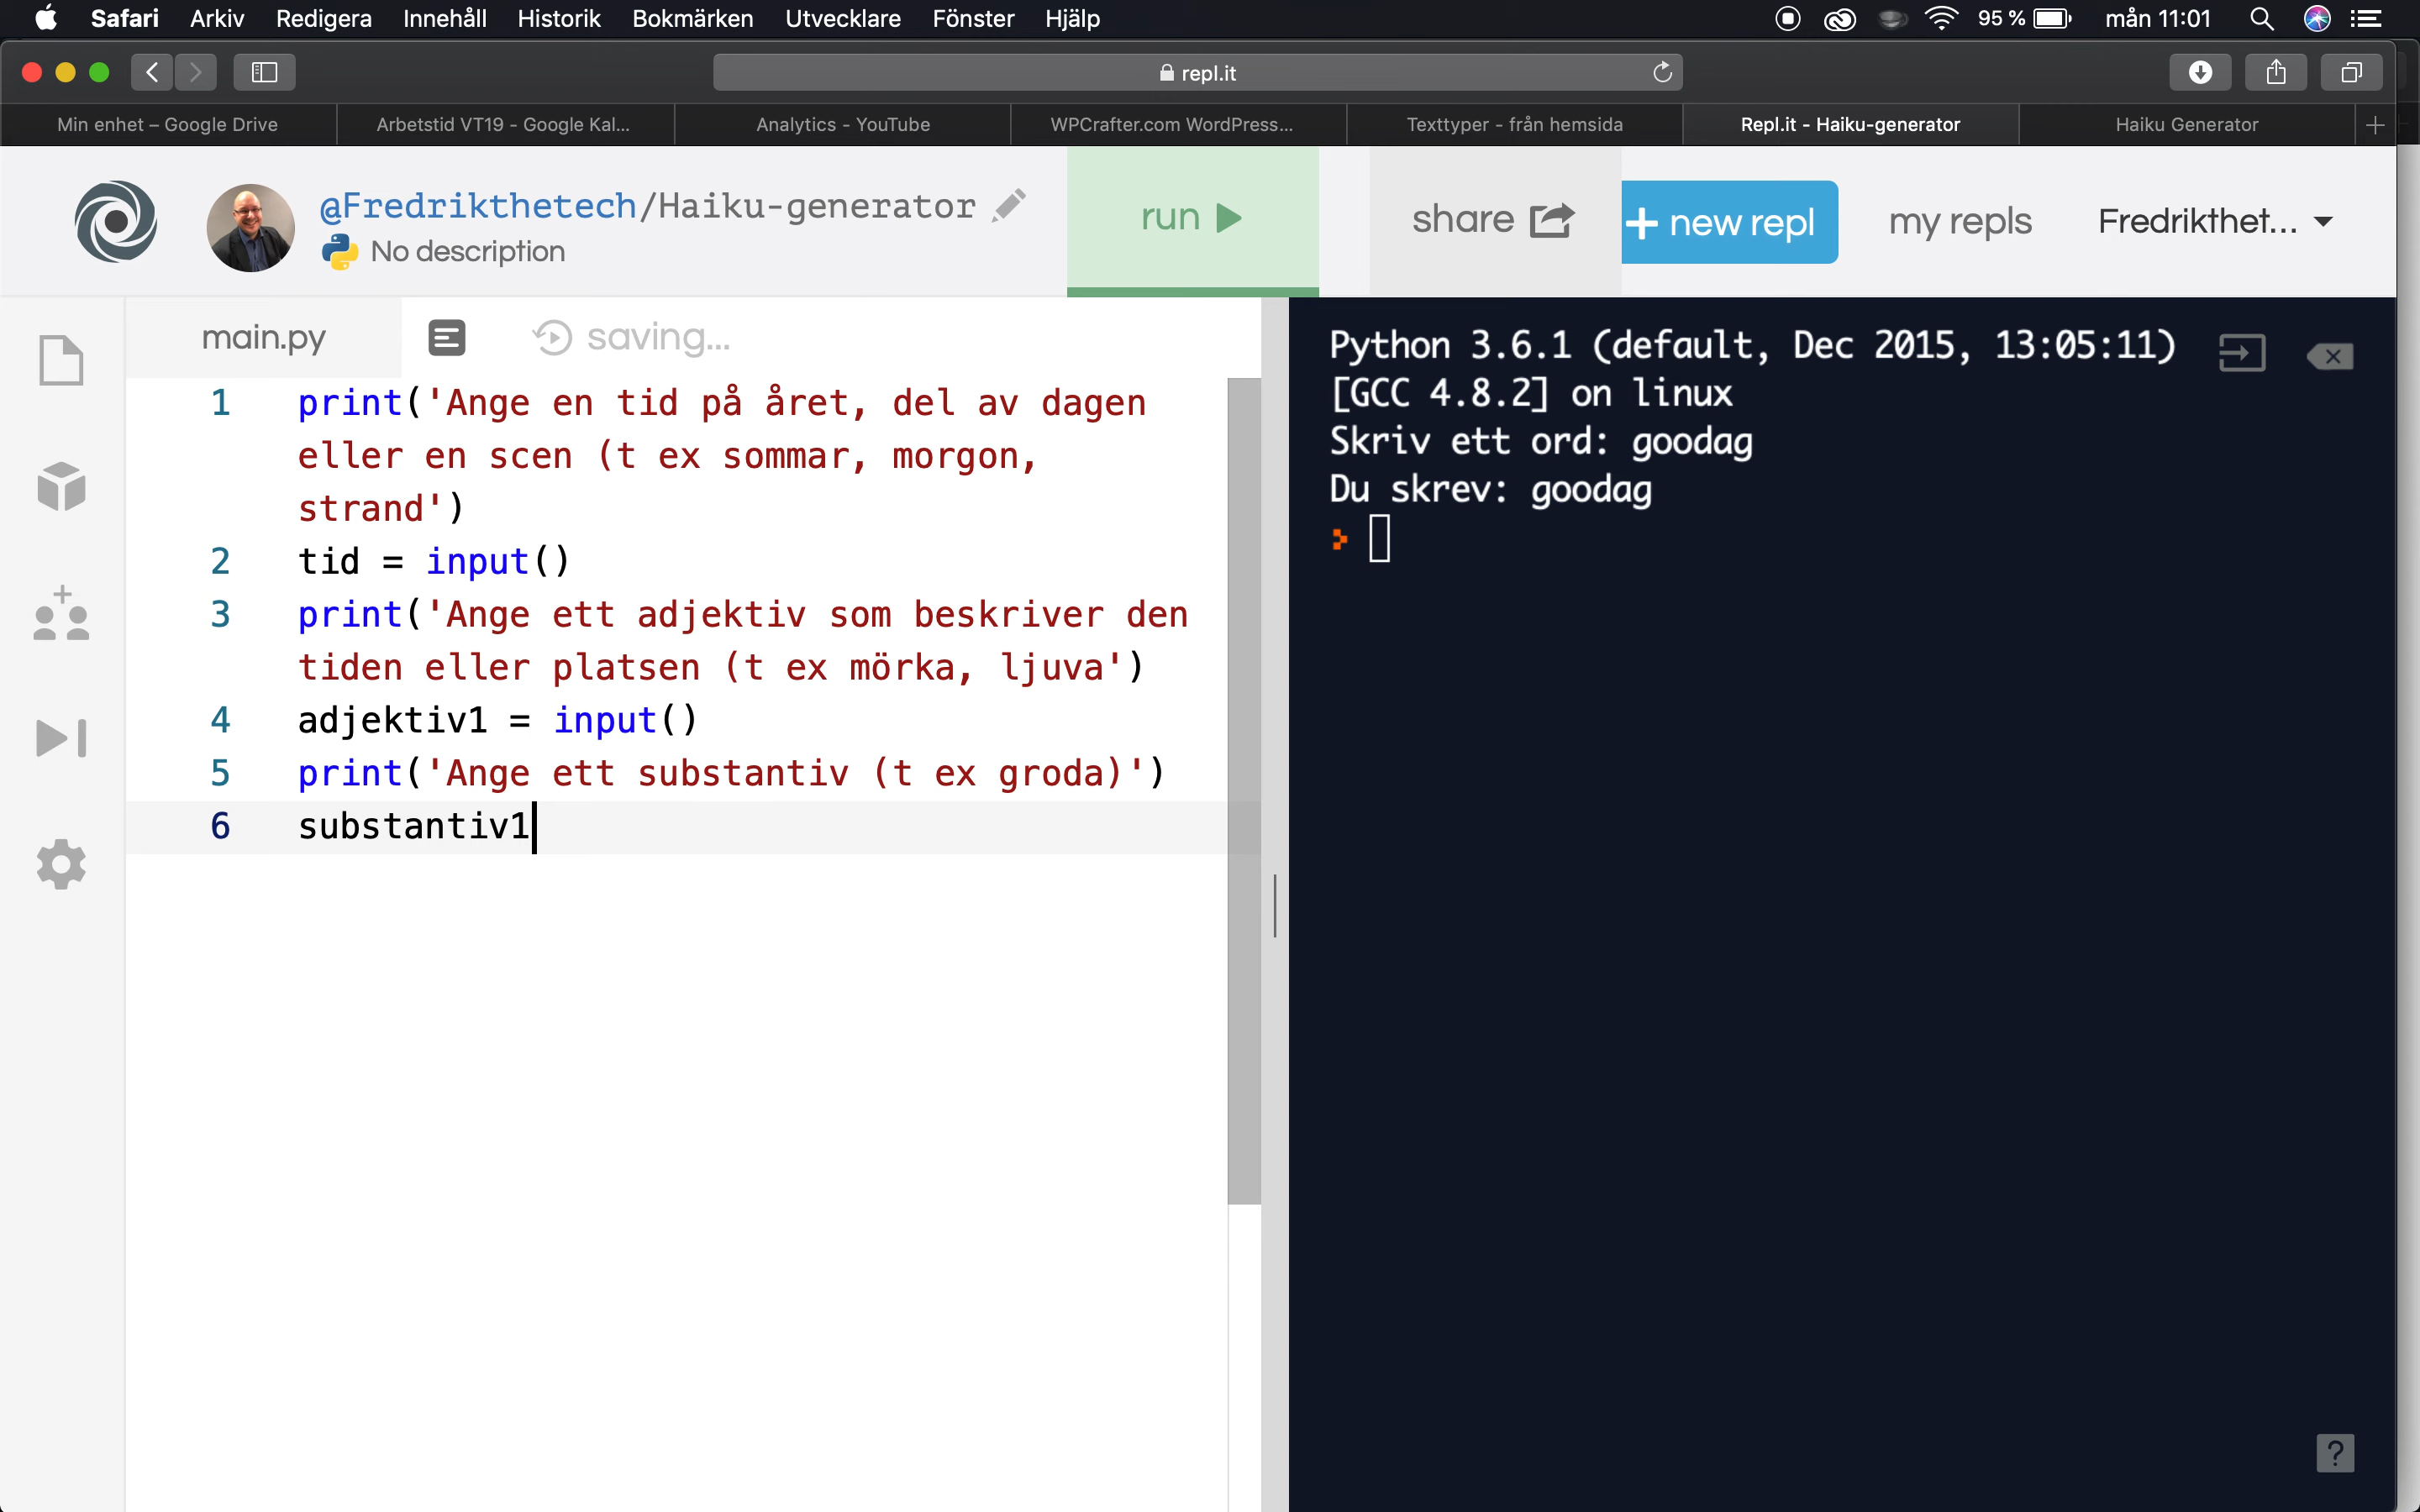 Safari Arkiv Redigera Innehåll Historik Bokmärken Utvecklare Fönster Hjälp 95 % mån 11:01
repl.it
Min enhet – Google Drive Arbetstid VT19 - Google Kal... Analytics - YouTube WPCrafter.com WordPress... Texttyper - från hemsida Repl.it - Haiku-generator Haiku Generator
@Fredrikthetech/Haiku-generator
No description
run
share
+ new repl
my repls
Fredrikthet...
main.py
saving...
1 print('Ange en tid på året, del av dagen
eller en scen (t ex sommar, morgon,
strand')
2 tid = input()
3 print('Ange ett adjektiv som beskriver den
tiden eller platsen (t ex mörka, ljuva')
4 adjektiv1 = input()
5 print('Ange ett substantiv (t ex groda)')
6 substantiv1
Python 3.6.1 (default, Dec 2015, 13:05:11)
[GCC 4.8.2] on linux
Skriv ett ord: goodag
Du skrev: goodag
?